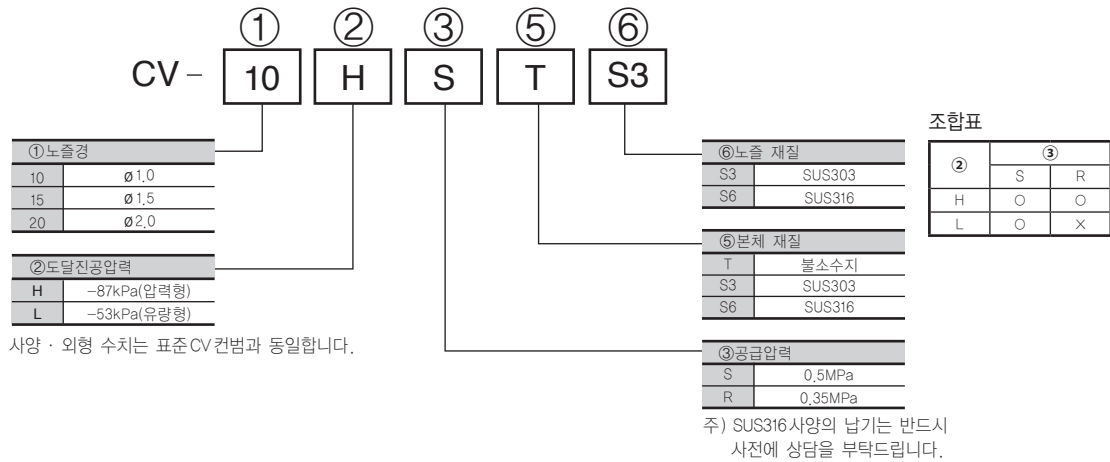 ① ② ③ ⑤ ⑥
CV- 10 H S T S3
①노즐경
10 ø1.0
15 ø1.5
20 ø2.0
②도달진공압력
H -87kPa(압력형)
L -53kPa(유량형)
사양 · 외형 수치는 표준CV컨범과 동일합니다.
⑥노즐 재질
S3 SUS303
S6 SUS316
⑤본체 재질
T 불소수지
S3 SUS303
S6 SUS316
③공급압력
S 0.5MPa
R 0.35MPa
주) SUS316사양의 납기는 반드시
사전에 상담을 부탁드립니다.
조합표
② ③
S R
H ○ ○
L ○ ×